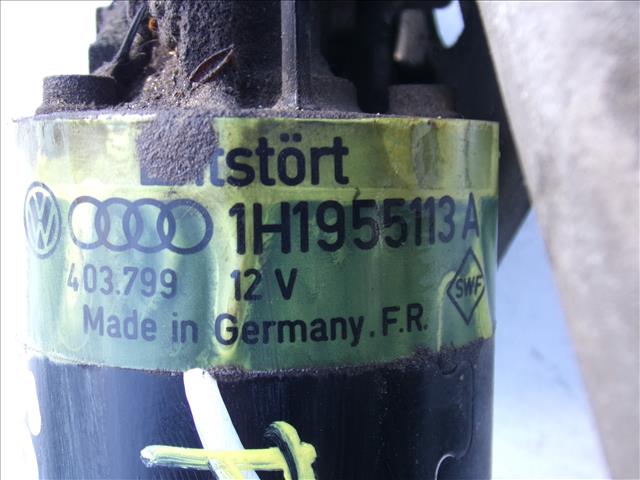 Entstört
1H1955113 A
403.799 12 V
SWF
Made in Germany. F.R.